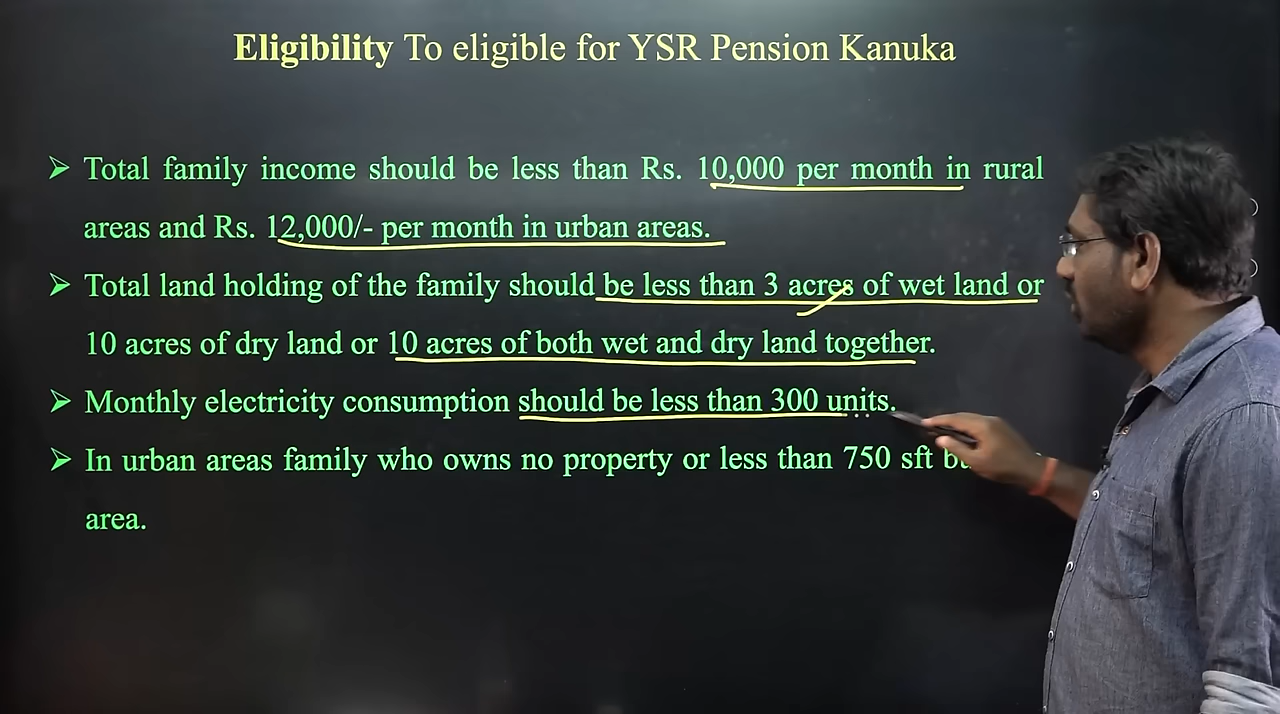 Eligibility To eligible for YSR Pension Kanuka
➢ Total family income should be less than Rs. 10,000 per month in rural
areas and Rs. 12,000/- per month in urban areas.
➢ Total land holding of the family should be less than 3 acres of wet land or
10 acres of dry land or 10 acres of both wet and dry land together.
➢ Monthly electricity consumption should be less than 300 units.
➢ In urban areas family who owns no property or less than 750 sft
area.